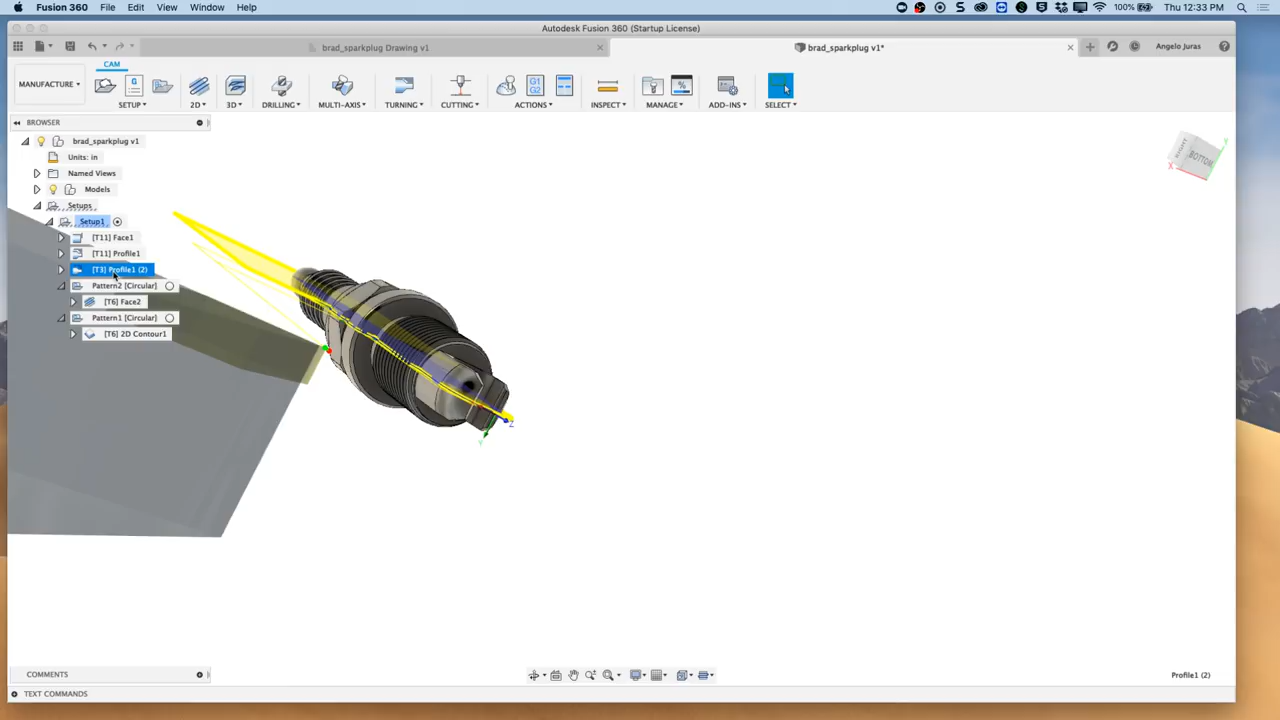 Fusion 360 File Edit View Window Help 100% Thu 12:33 PM
Autodesk Fusion 360 (Startup License)
brad_sparkplug Drawing v1 brad_sparkplug v1* Angelo Juras
CAM
MANUFACTURE
SETUP 2D 3D DRILLING MULTI-AXIS TURNING CUTTING ACTIONS INSPECT MANAGE ADD-INS SELECT
G1
G2
BROWSER
brad_sparkplug v1
Units: in
Named Views
Models
Setups
Setup1
[T11] Face1
[T11] Profile1
[T3] Profile1 (2)
Pattern2 [Circular]
[T6] Face2
Pattern1 [Circular]
[T6] 2D Contour1
BOTTOM
X
Y
Z
Y
COMMENTS
Profile1 (2)
TEXT COMMANDS